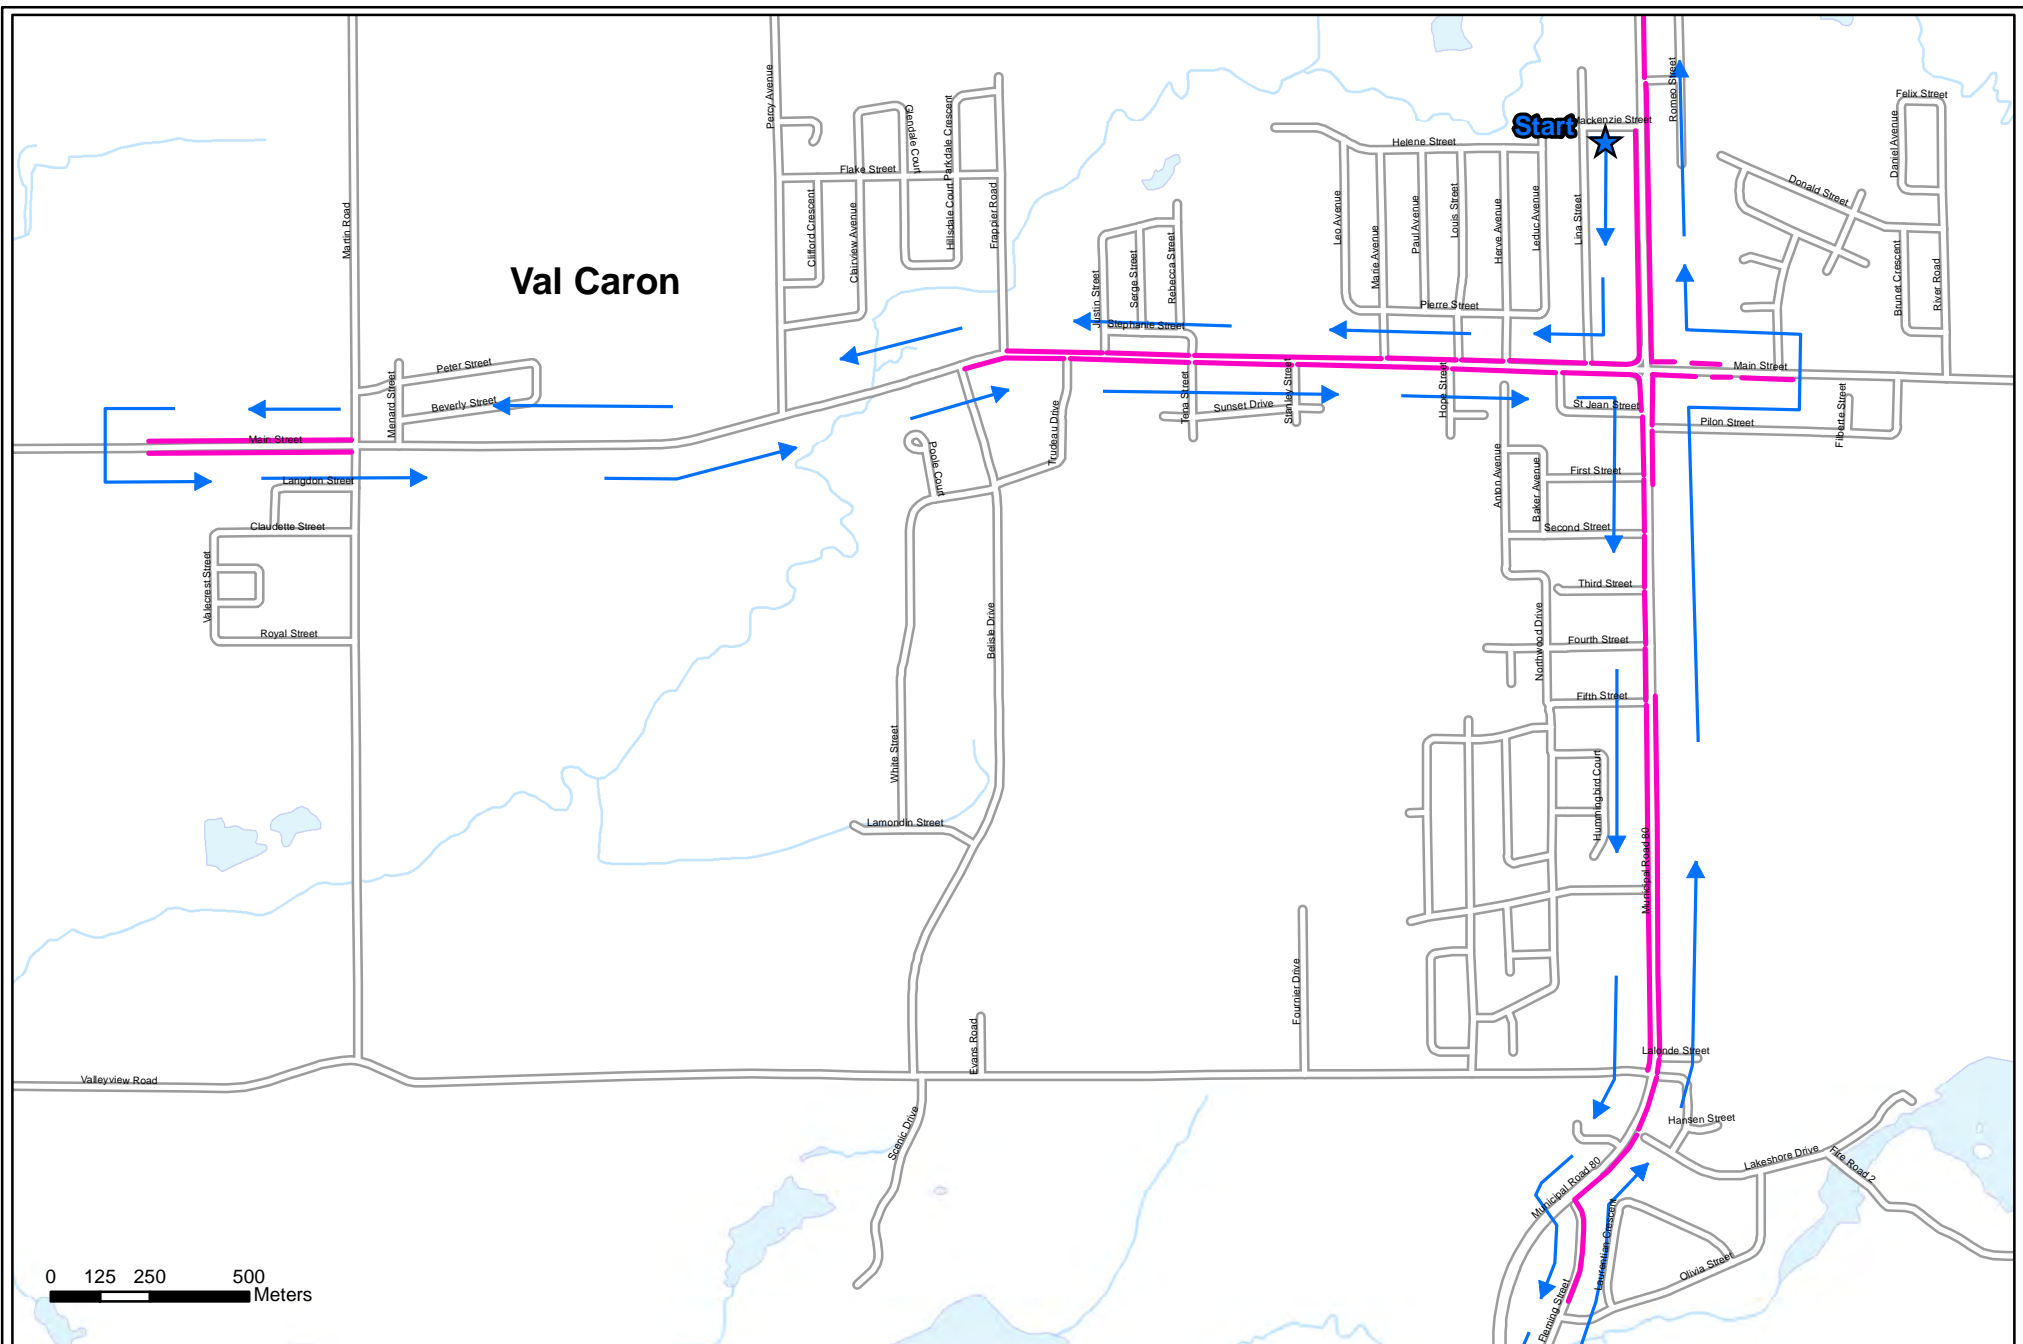 Percy Avenue
Romeo Street
Felix Street
Glendale Court
Parkdale Crescent
Start
Mackenzie Street
Helene Street
Daniel Avenue
Flake Street
Donald Street
Martin Road
Clifford Crescent
Clairview Avenue
Hillsdale Court
Frappier Road
Leo Avenue
Marie Avenue
Paul Avenue
Louis Street
Herve Avenue
Leduc Avenue
Lina Street
Val Caron
Justin Street
Serge Street
Rebecca Street
Brunet Crescent
River Road
Pierre Street
Stephanie Street
Peter Street
Main Street
Menard Street
Beverly Street
Tena Street
Sunset Drive
Stanley Street
Hope Street
St Jean Street
Pilon Street
Filbert Street
Main Street
Poole Court
Trudeau Drive
Anton Avenue
Baker Avenue
First Street
Langdon Street
Claudette Street
Second Street
Valecrest Street
Third Street
Royal Street
Belisle Drive
Northwood Drive
Fourth Street
Fifth Street
White Street
Hummingbird Court
Lamondin Street
Municipal Road 80
Fournier Drive
Evans Road
Lalonde Street
Valleyview Road
Scenic Drive
Hansen Street
Lakeshore Drive
Fire Road 2
Municipal Road 80
Laurentian Crescent
Olivia Street
Fleming Street
0 125 250 500
Meters